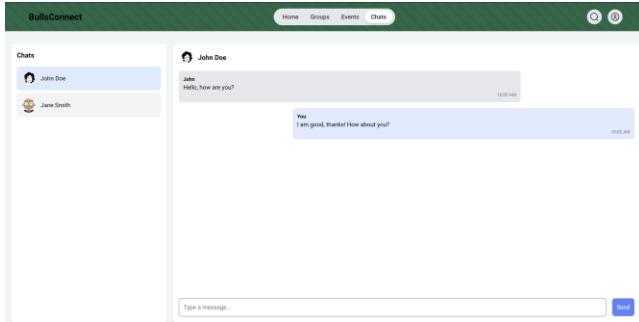 BullsConnect
Home Groups Events Chats
Chats
John Doe
Jane Smith
John Doe
John
Hello, how are you?
10:00 AM
You
I am good, thanks! How about you?
10:05 AM
Type a message...
Send